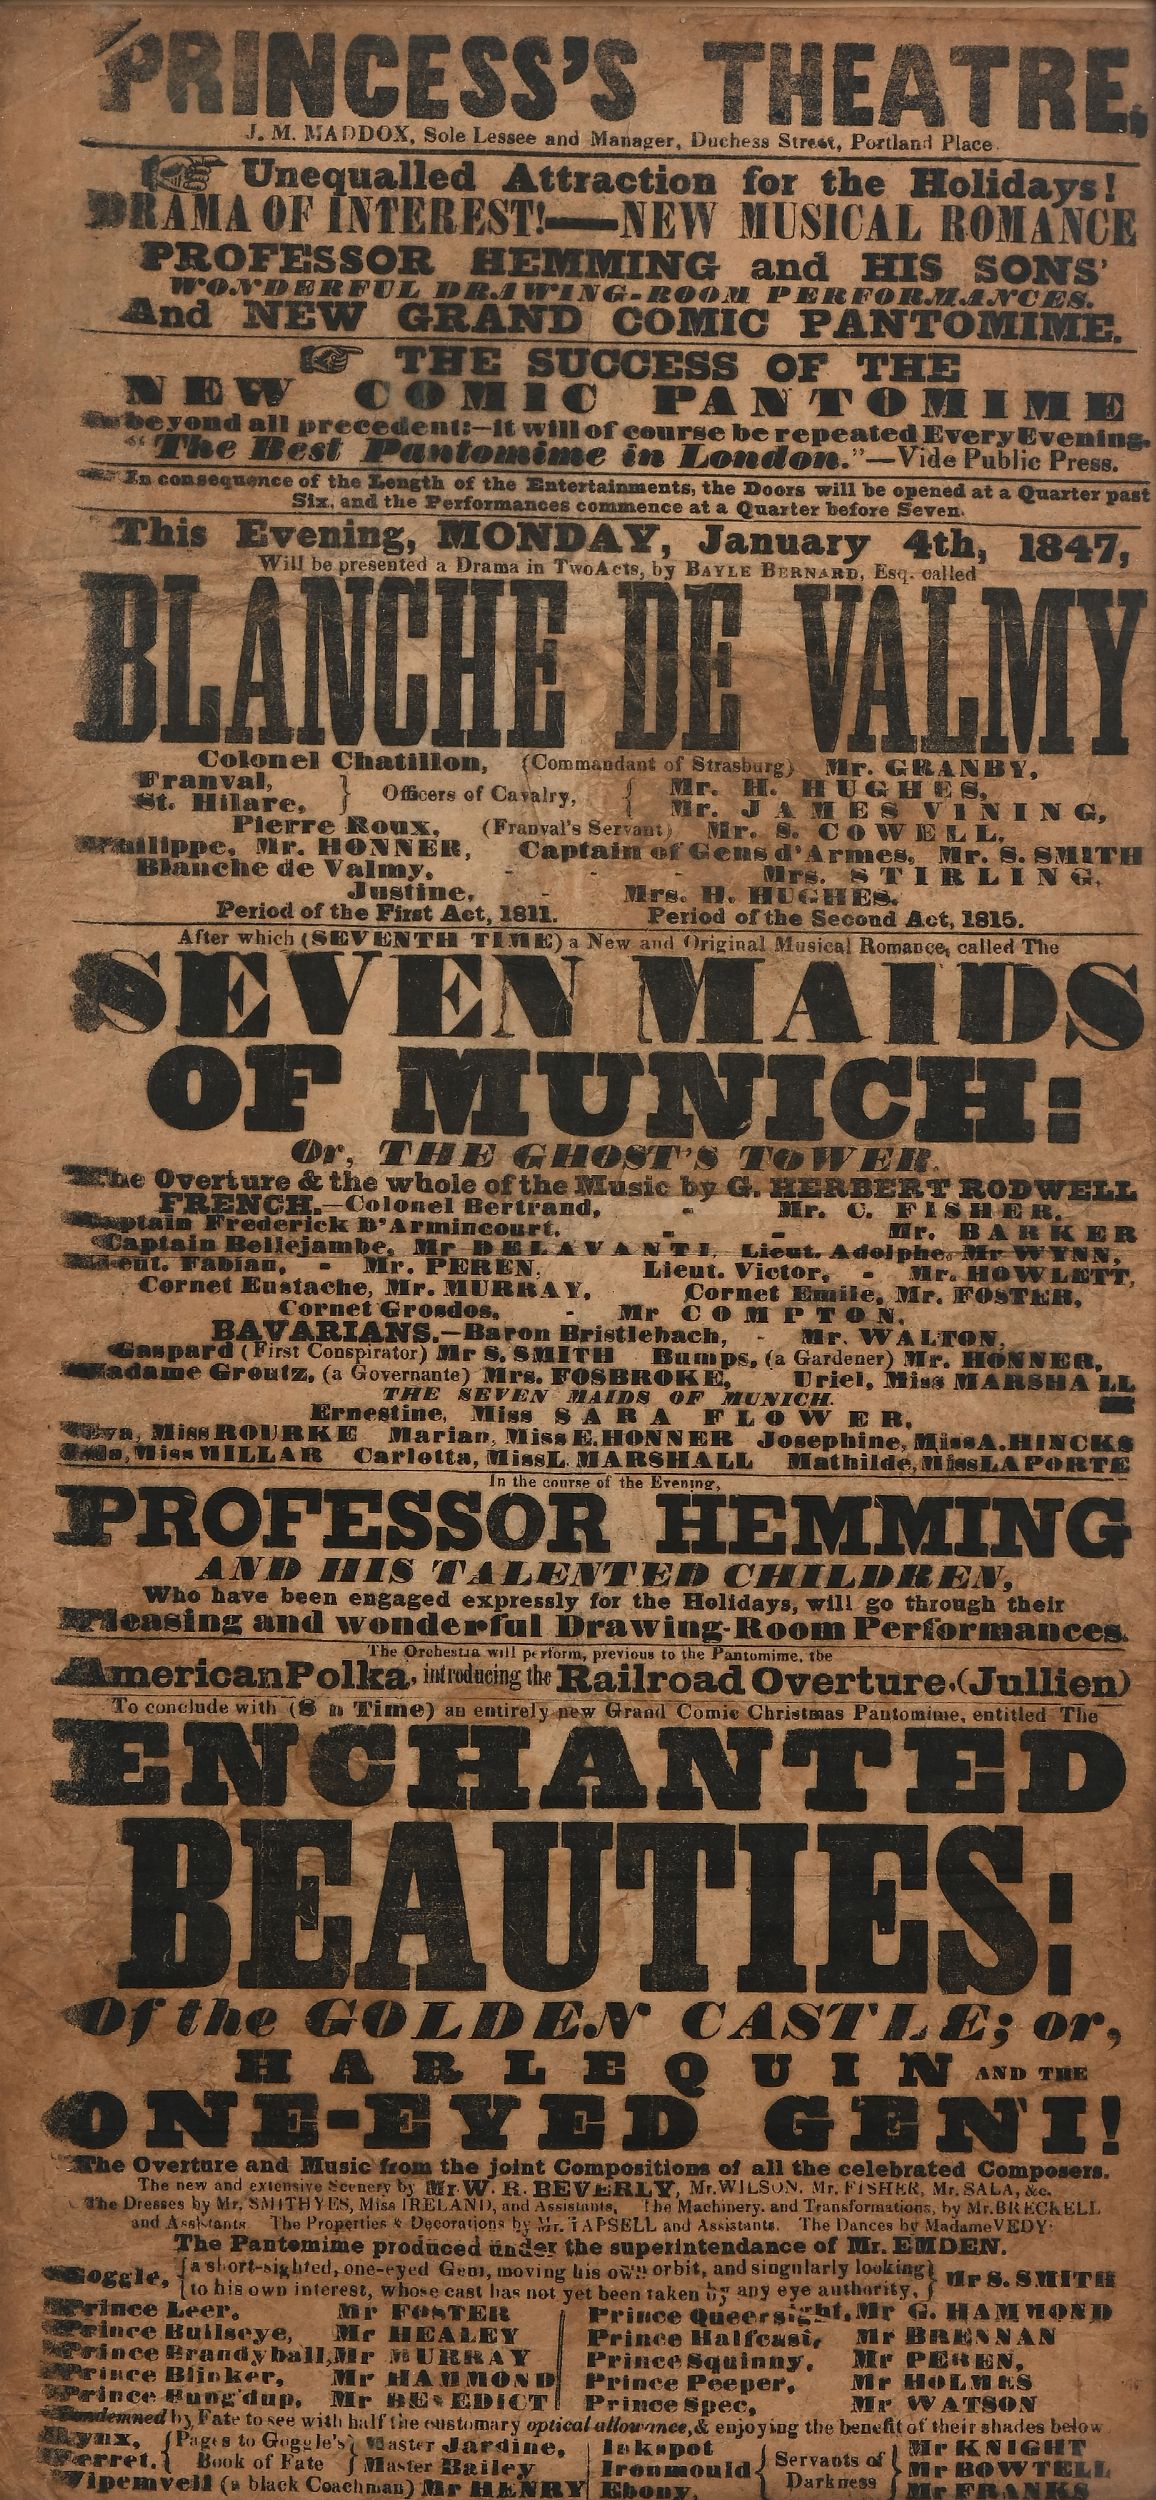 PRINCESS'S THEATRE,
J. M. MADDOX, Sole Lessee and Manager, Duchess Street, Portland Place.
Unequalled Attraction for the Holidays!
DRAMA OF INTEREST!—NEW MUSICAL ROMANCE
PROFESSOR HEMMING and HIS SONS'
WONDERFUL DRAWING-ROOM PERFORMANCES.
And NEW GRAND COMIC PANTOMIME.
THE SUCCESS OF THE
NEW COMIC PANTOMIME
beyond all precedent:—it will of course be repeated Every Evening.
"The Best Pantomime in London."—Vide Public Press.
In consequence of the Length of the Entertainments, the Doors will be opened at a Quarter past
Six, and the Performances commence at a Quarter before Seven.
This Evening, MONDAY, January 4th, 1847,
Will be presented a Drama in Two Acts, by BAYLE BERNARD, Esq. called
BLANCHE DE VALMY
Colonel Chatillon, (Commandant of Strasburg) Mr. GRANBY,
Franval, } Officers of Cavalry, { Mr. H. HUGHES,
St. Hilare, Mr. JAMES VINING,
Pierre Roux, (Franval's Servant) Mr. S. COWELL,
Philippe, Mr. HONNER, Captain of Gens d'Armes, Mr. S. SMITH
Blanche de Valmy, - - - Mrs. STIRLING,
Justine, - Mrs. H. HUGHES.
Period of the First Act, 1811. Period of the Second Act, 1815.
After which (SEVENTH TIME) a New and Original Musical Romance, called The
SEVEN MAIDS
OF MUNICH:
Or, THE GHOST'S TOWER.
The Overture & the whole of the Music by G. HERBERT RODWELL
FRENCH.—Colonel Bertrand, - Mr. C. FISHER.
Captain Frederick D'Armincourt, - - Mr. BARKER
Captain Bellejambe, Mr DELAVANTI, Lieut. Adolphe, Mr WYNN,
Lieut. Fabian, - Mr. PEREN, Lieut. Victor, - Mr. HOWLETT,
Cornet Eustache, Mr. MURRAY, Cornet Emile, Mr. FOSTER,
Cornet Grosdos, - Mr COMPTON.
BAVARIANS.—Baron Bristlebach, - Mr. WALTON,
Gaspard (First Conspirator) Mr S. SMITH Bumps, (a Gardener) Mr. HONNER,
Madame Groutz, (a Governante) Mrs. FOSBROKE, Uriel, Miss MARSHALL
THE SEVEN MAIDS OF MUNICH.
Ernestine, Miss SARA FLOWER,
Eva, Miss ROURKE Marian, Miss E. HONNER Josephine, Miss A. HINCKS
Miss MILLAR Carlotta, Miss L. MARSHALL Mathilde, Miss LAPORTE
In the course of the Evening,
PROFESSOR HEMMING
AND HIS TALENTED CHILDREN,
Who have been engaged expressly for the Holidays, will go through their
Pleasing and wonderful Drawing-Room Performances.
The Orchestra will perform, previous to the Pantomime, the
American Polka, introducing the Railroad Overture. (Jullien)
To conclude with (8 Time) an entirely new Grand Comic Christmas Pantomime, entitled The
ENCHANTED
BEAUTIES:
Of the GOLDEN CASTLE; or,
HARLEQUIN AND THE
ONE-EYED GENI!
The Overture and Music from the joint Compositions of all the celebrated Composers.
The new and extensive Scenery by Mr. W. R. BEVERLY, Mr. WILSON, Mr. FISHER, Mr. SALA, &c.
The Dresses by Mr. SMITHYES, Miss IRELAND, and Assistants, The Machinery, and Transformations, by Mr. BRECKELL
and Assistants The Properties & Decorations by Mr. TAPSELL and Assistants. The Dances by Madame VEDY:
The Pantomime produced under the superintendance of Mr. EMDEN.
Goggle, {a short-sighted, one-eyed Geni, moving his own orbit, and singularly looking} Mr S. SMITH
{to his own interest, whose cast has not yet been taken by any eye authority, }
Prince Leer, Mr FOSTER Prince Queersight, Mr G. HAMMOND
Prince Bullseye, Mr HEALEY Prince Halfcast, Mr BRENNAN
Prince Brandyball, Mr MURRAY Prince Squinny, Mr PEREN,
Prince Blinker, Mr HAMMOND Prince Peeper, Mr HOLMES
Prince Bung'dup, Mr BENEDICT Prince Spec, Mr WATSON
Condemned by Fate to see with half the customary optical allowance, & enjoying the benefit of their shades below
Lynx, {Pages to Goggle's} Master Jardine, Inkspot Mr KNIGHT
Ferret, { Book of Fate } Master Bailey Ironmould { Servants of Darkness } Mr BOWTELL
Wipemveil (a black Coachman) Mr HENRY Ebony, Mr FRANKS